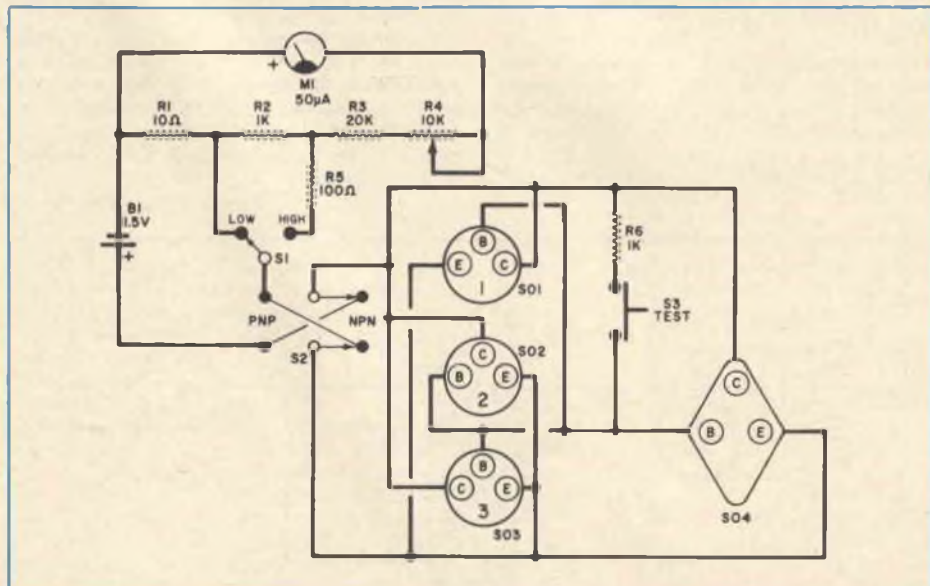 +
M1
50µA
R1
10Ω
R2
1K
R3
20K
R4
10K
R5
100Ω
B1
1.5V
+
LOW
HIGH
S1
PNP
NPN
S2
B
E
C
1
SO1
C
B
E
2
SO2
B
C
E
3
SO3
R6
1K
S3
TEST
C
B
E
SO4